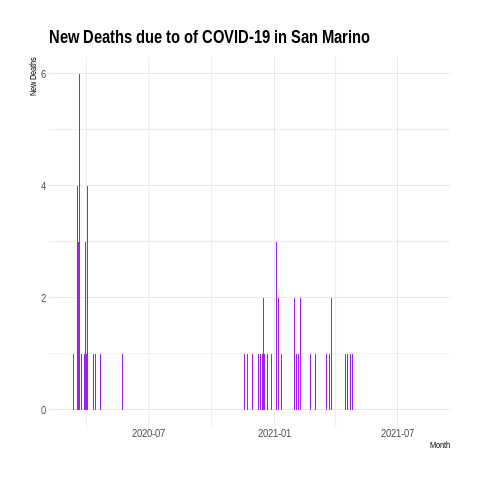 New Deaths due to of COVID-19 in San Marino
New Deaths
6
4
2
0
2020-07
2021-01
2021-07
Month